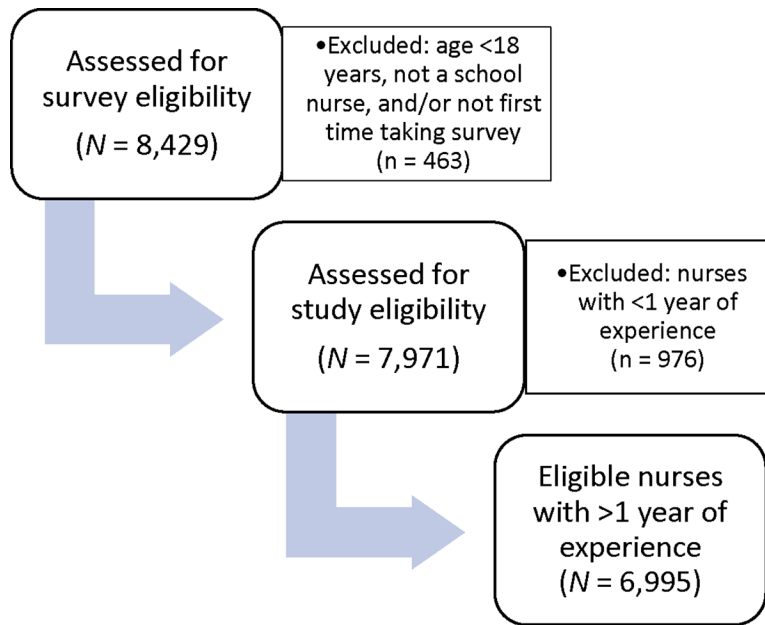 Assessed for
survey eligibility
(N = 8,429)
•Excluded: age <18
years, not a school
nurse, and/or not first
time taking survey
(n = 463)
Assessed for
study eligibility
(N = 7,971)
•Excluded: nurses
with <1 year of
experience
(n = 976)
Eligible nurses
with >1 year of
experience
(N = 6,995)